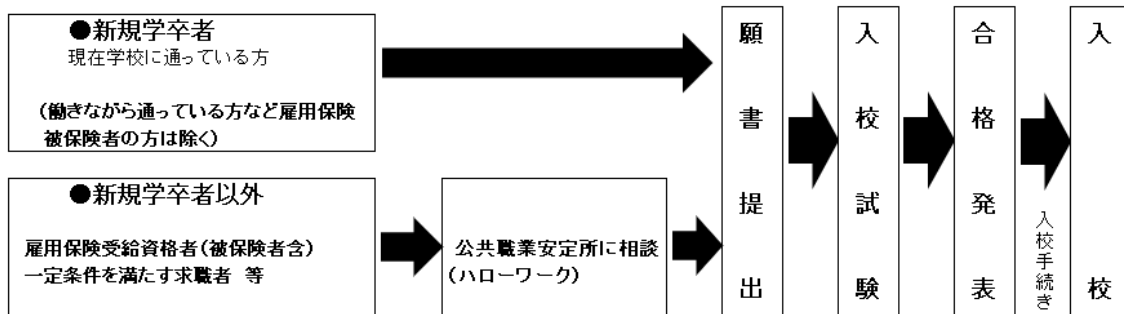 ●新規学卒者
現在学校に通っている方
（働きながら通っている方など雇用保険
被保険者の方は除く）
●新規学卒者以外
雇用保険受給資格者（被保険者含）
一定条件を満たす求職者 等
公共職業安定所に相談
（ハローワーク）
願書提出
入校試験
合格発表
入校手続き
入校